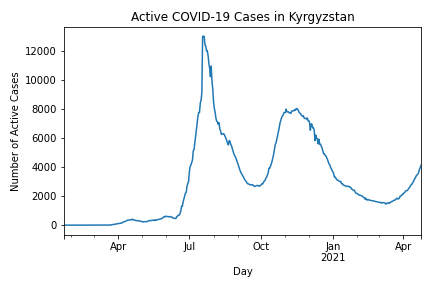 Active COVID-19 Cases in Kyrgyzstan
Number of Active Cases
12000
10000
8000
6000
4000
2000
0
Apr
Jul
Oct
Jan
2021
Apr
Day